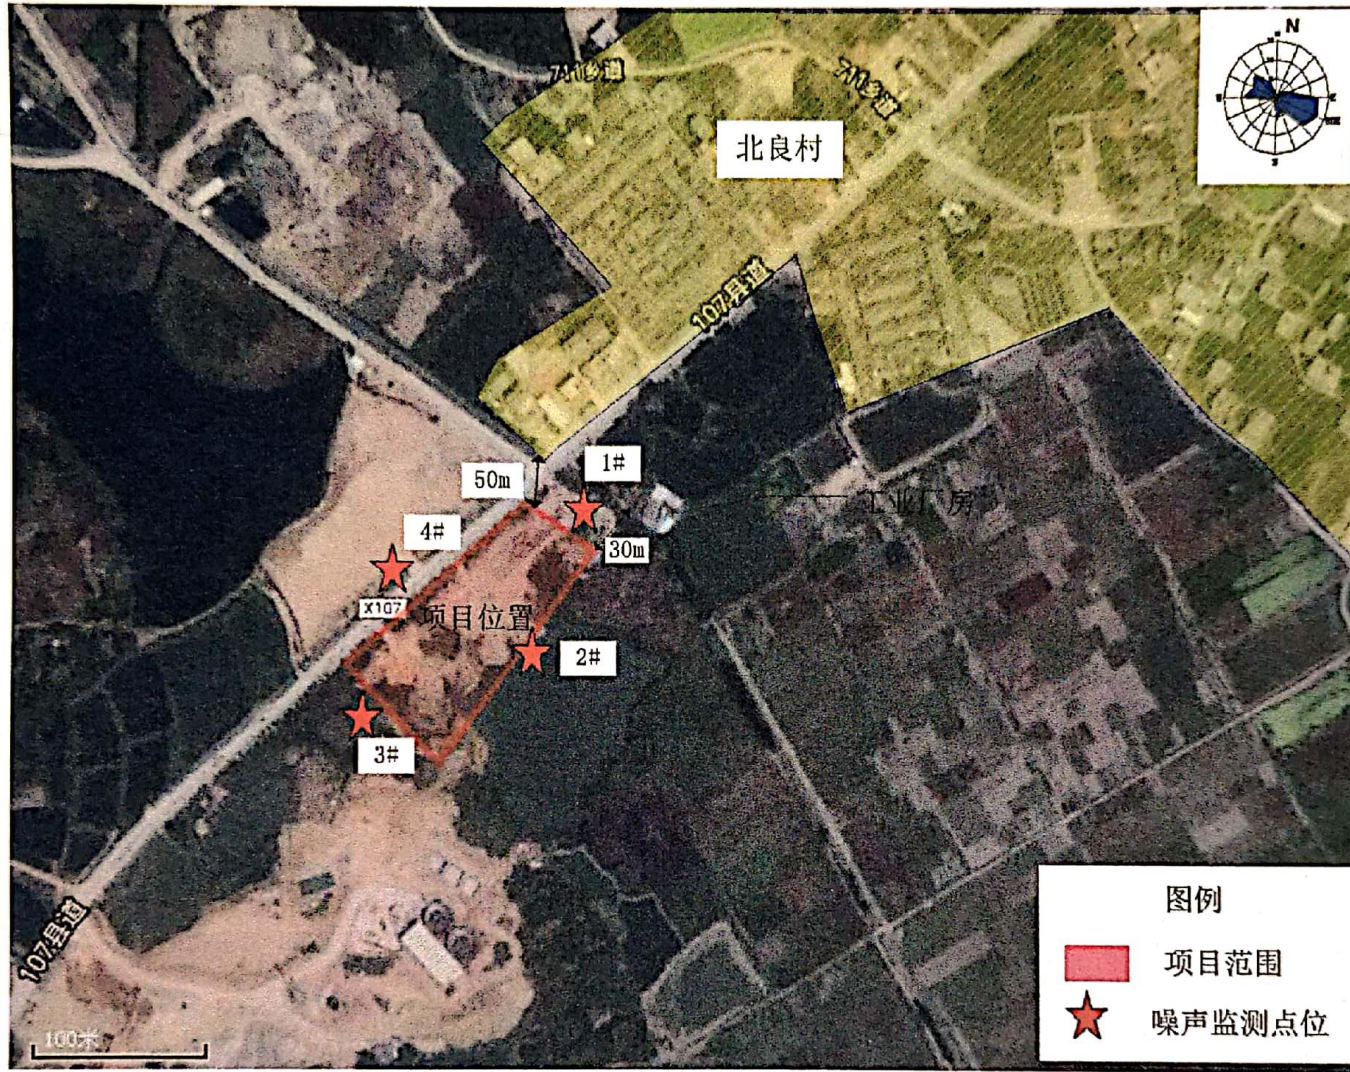 N
711乡道
711乡道
北良村
107县道
1#
50m
工业厂房
4#
30m
X107
项目位置
2#
3#
107县道
图例
项目范围
噪声监测点位
100米